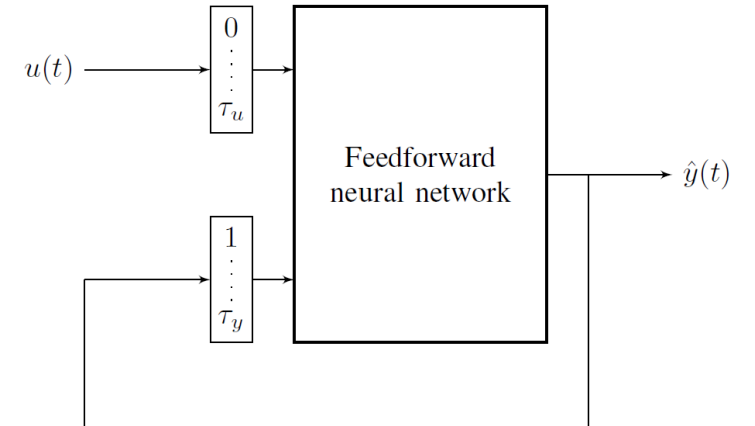 0
u(t)
τ_u
Feedforward
neural network
ŷ(t)
1
τ_y